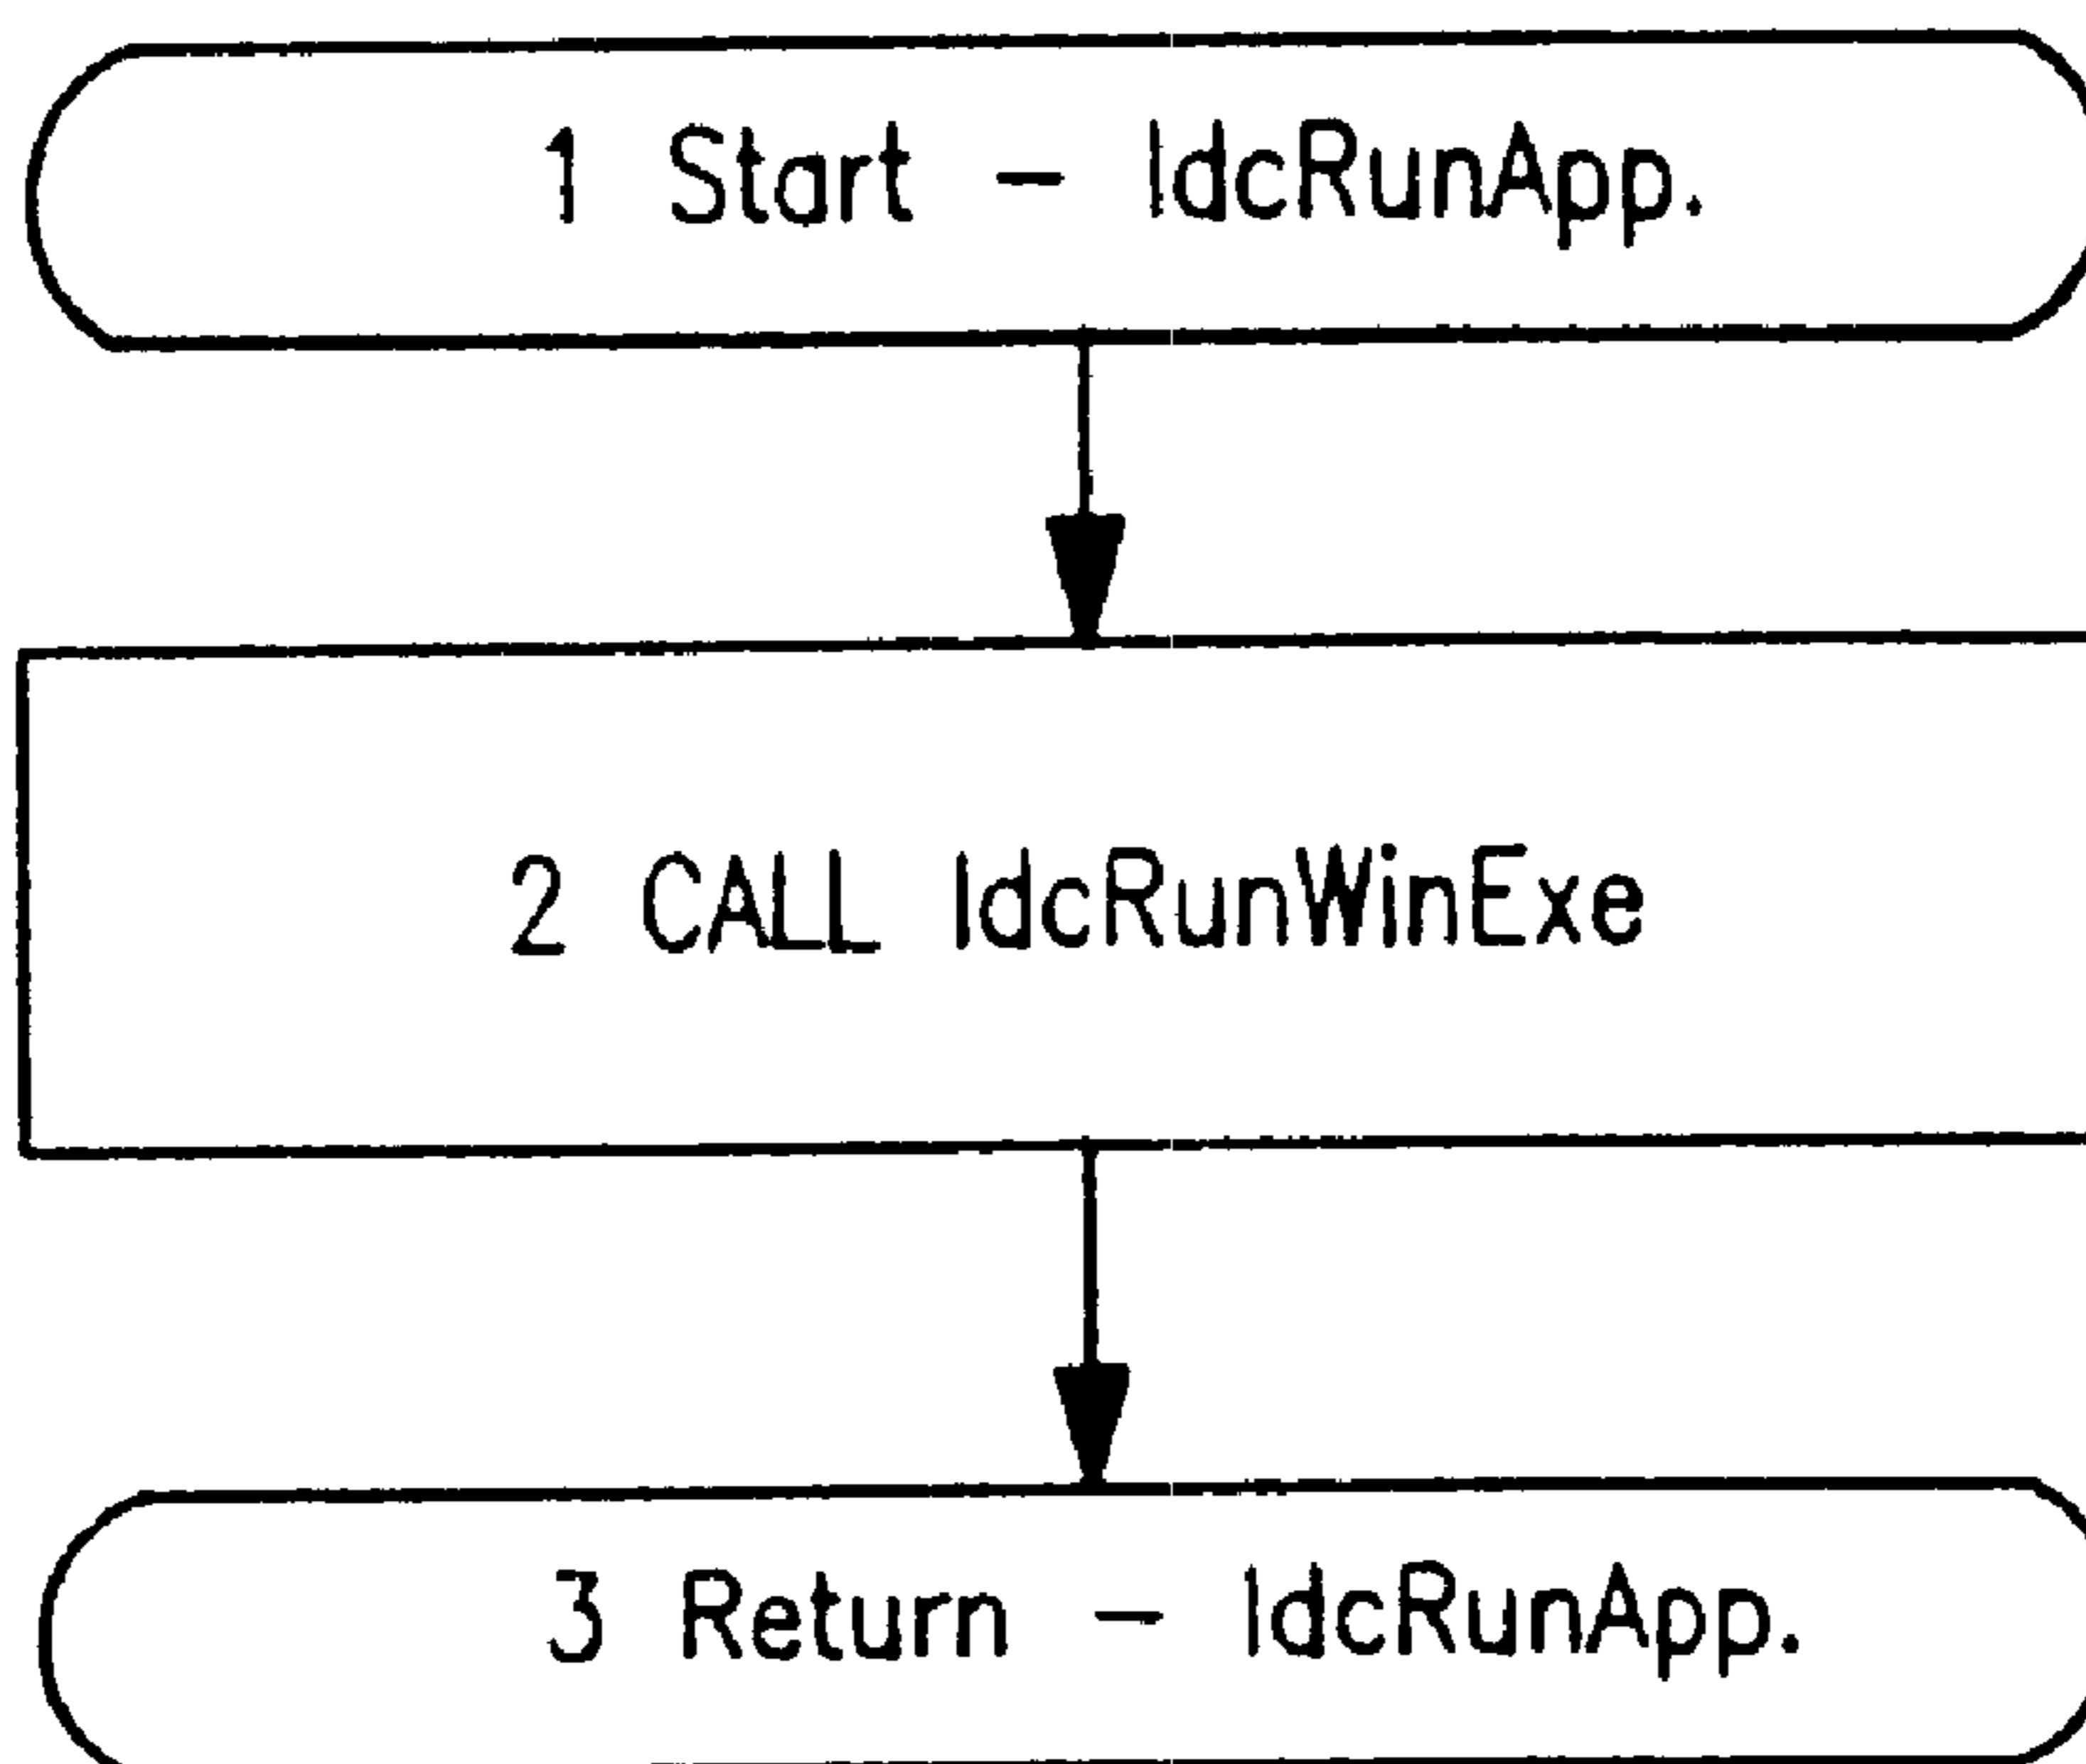 1 Start - IdcRunApp.
2 CALL IdcRunWinExe
3 Return - IdcRunApp.